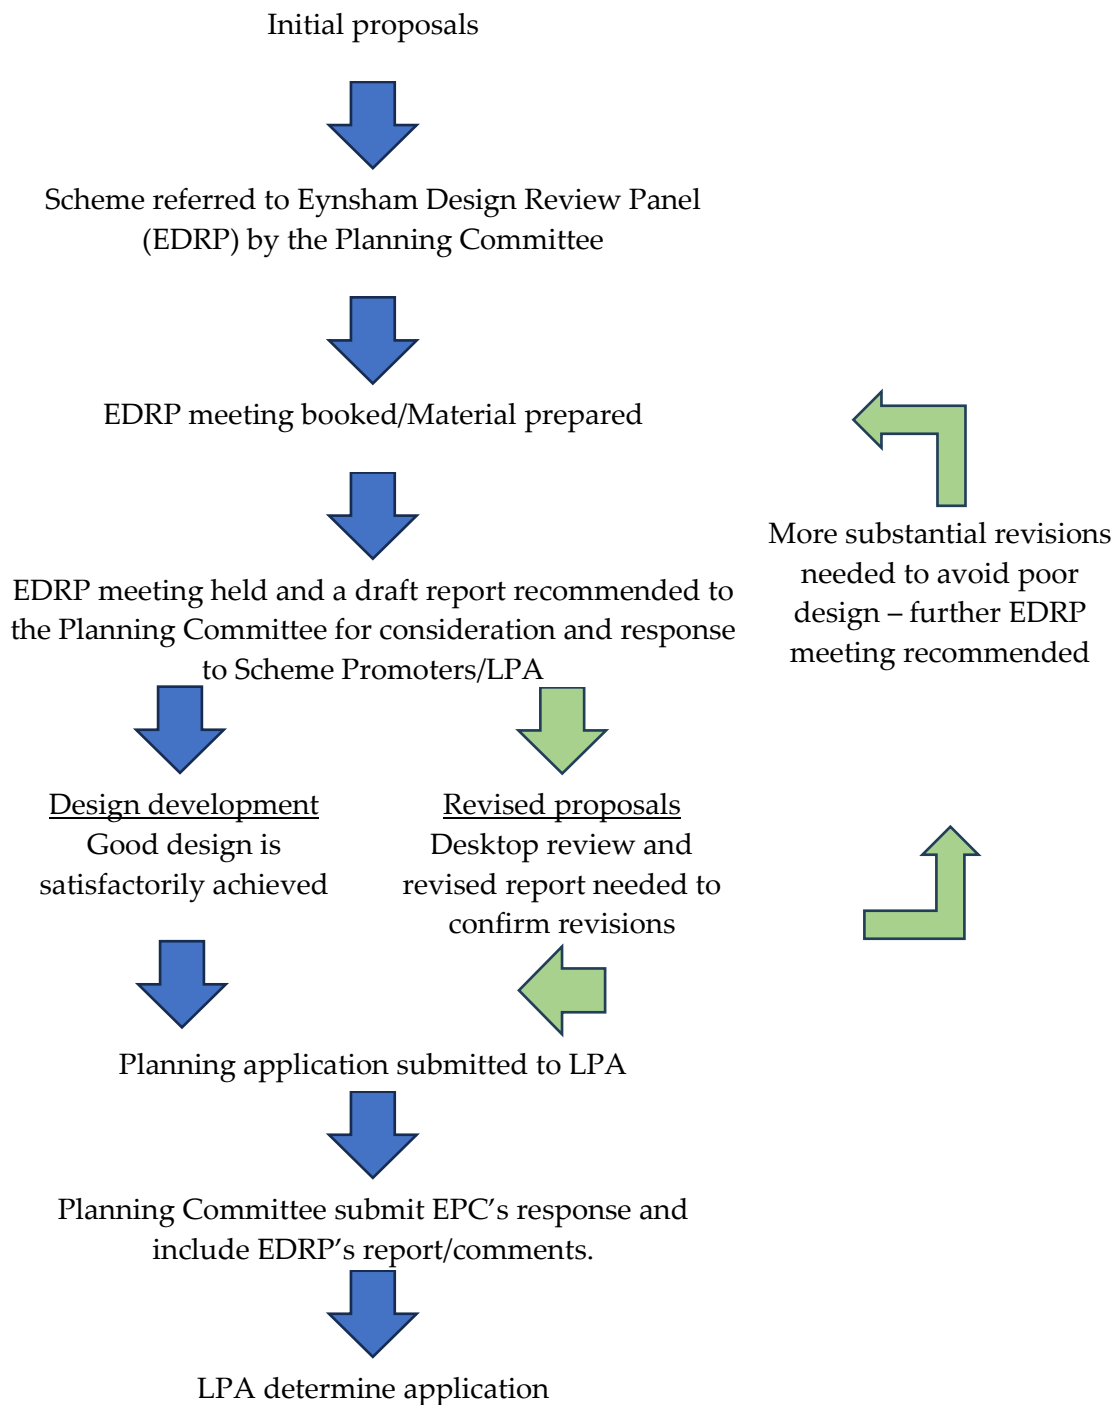 Initial proposals
Scheme referred to Eynsham Design Review Panel
(EDRP) by the Planning Committee
EDRP meeting booked/Material prepared
More substantial revisions
needed to avoid poor
design – further EDRP
meeting recommended
EDRP meeting held and a draft report recommended to
the Planning Committee for consideration and response
to Scheme Promoters/LPA
Design development
Good design is
satisfactorily achieved
Revised proposals
Desktop review and
revised report needed to
confirm revisions
Planning application submitted to LPA
Planning Committee submit EPC’s response and
include EDRP’s report/comments.
LPA determine application